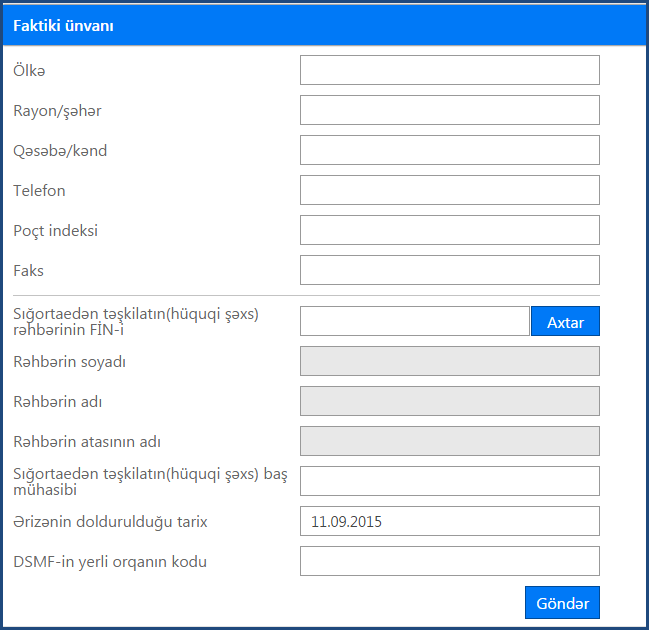 Faktiki ünvanı
Ölkə
Rayon/şəhər
Qəsəbə/kənd
Telefon
Poçt indeksi
Faks
Sığortaedən təşkilatın(hüquqi şəxs)
rəhbərinin FİN-i
Axtar
Rəhbərin soyadı
Rəhbərin adı
Rəhbərin atasının adı
Sığortaedən təşkilatın(hüquqi şəxs) baş
mühasibi
Ərizənin doldurulduğu tarix 11.09.2015
DSMF-in yerli orqanın kodu
Göndər